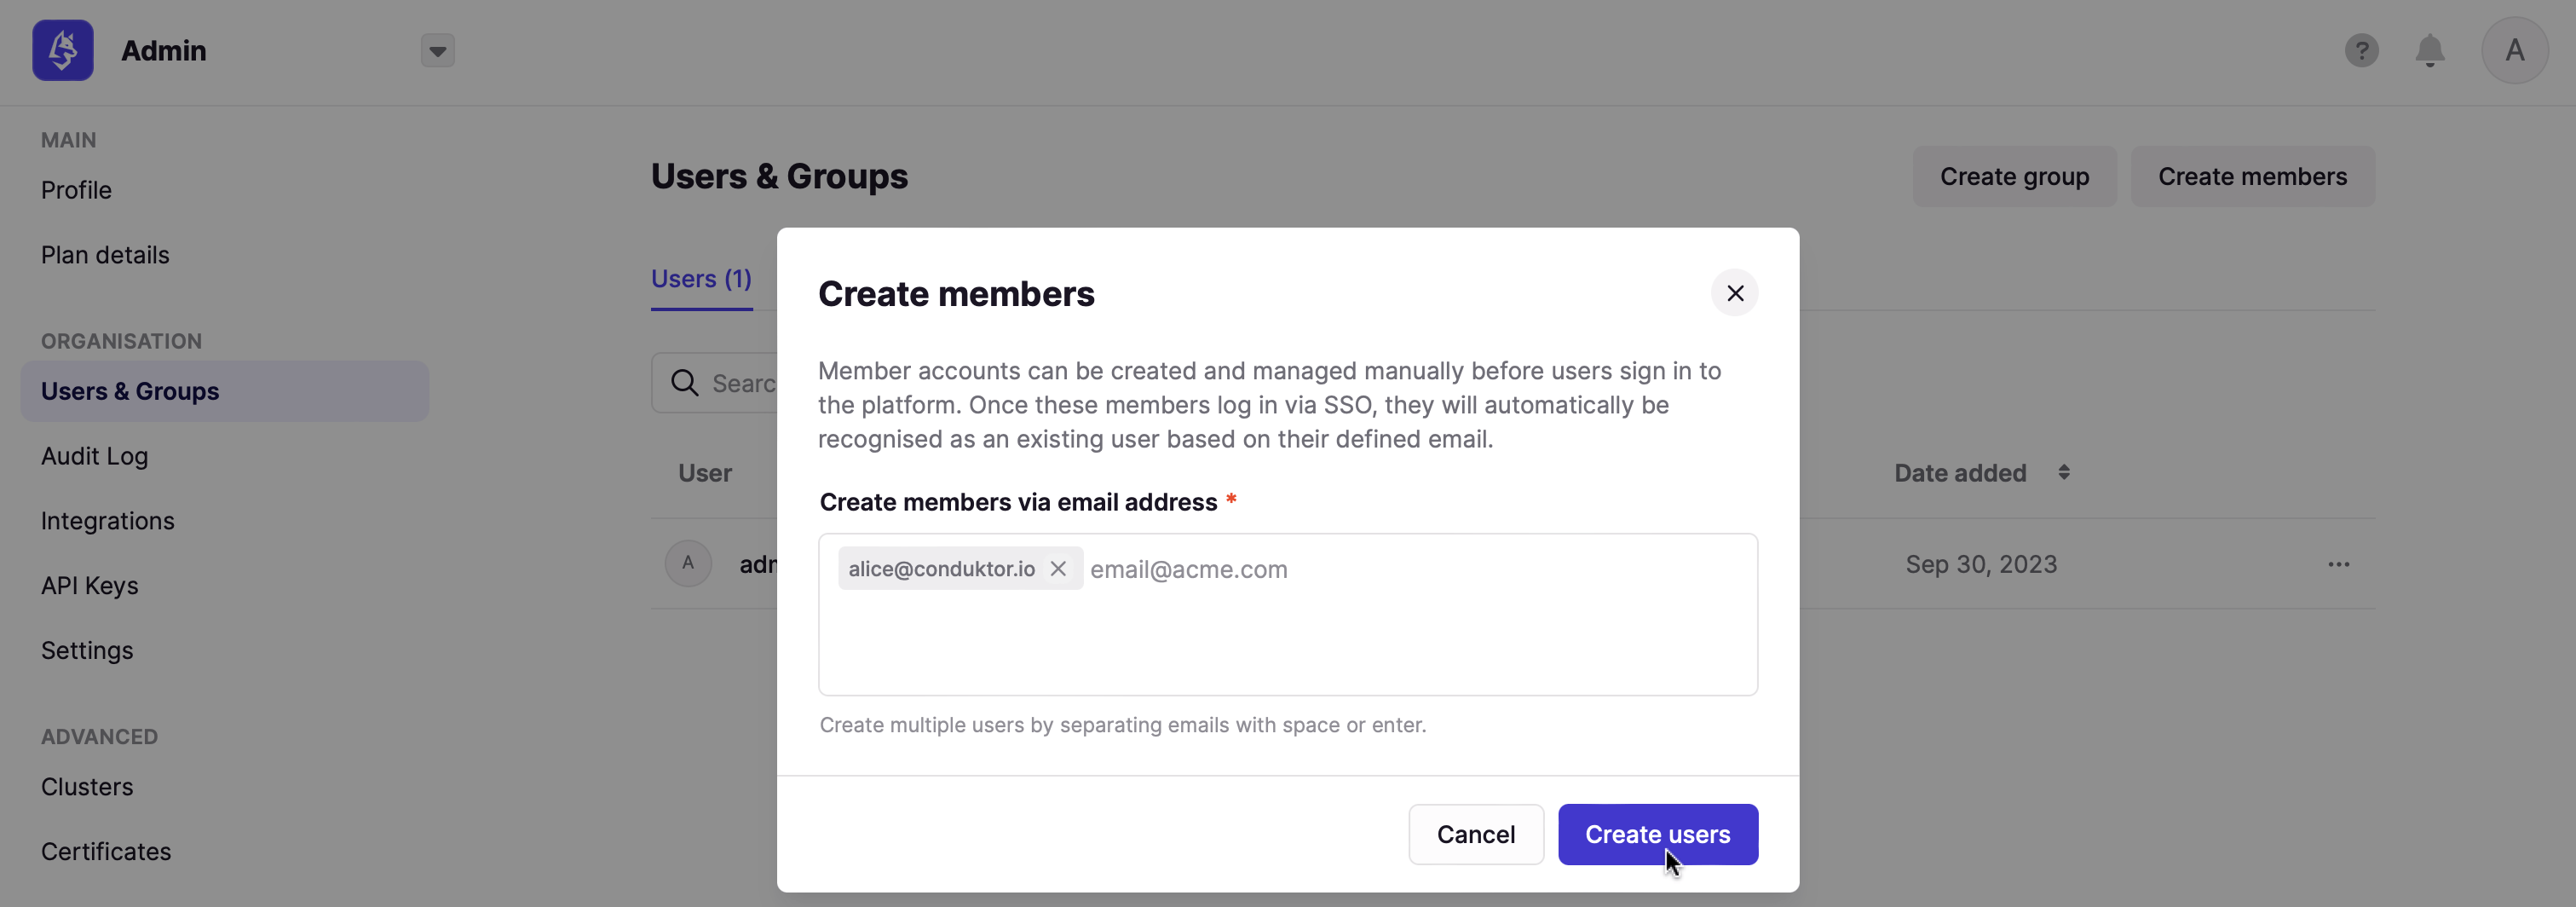 Admin
? A
MAIN
Profile
Plan details
ORGANISATION
Users & Groups
Audit Log
Integrations
API Keys
Settings
ADVANCED
Clusters
Certificates
Users & Groups
Create group Create members
Users (1)
Searc
User Date added
A adm Sep 30, 2023 ...
Create members
Member accounts can be created and managed manually before users sign in to
the platform. Once these members log in via SSO, they will automatically be
recognised as an existing user based on their defined email.
Create members via email address *
alice@conduktor.io email@acme.com
Create multiple users by separating emails with space or enter.
Cancel Create users